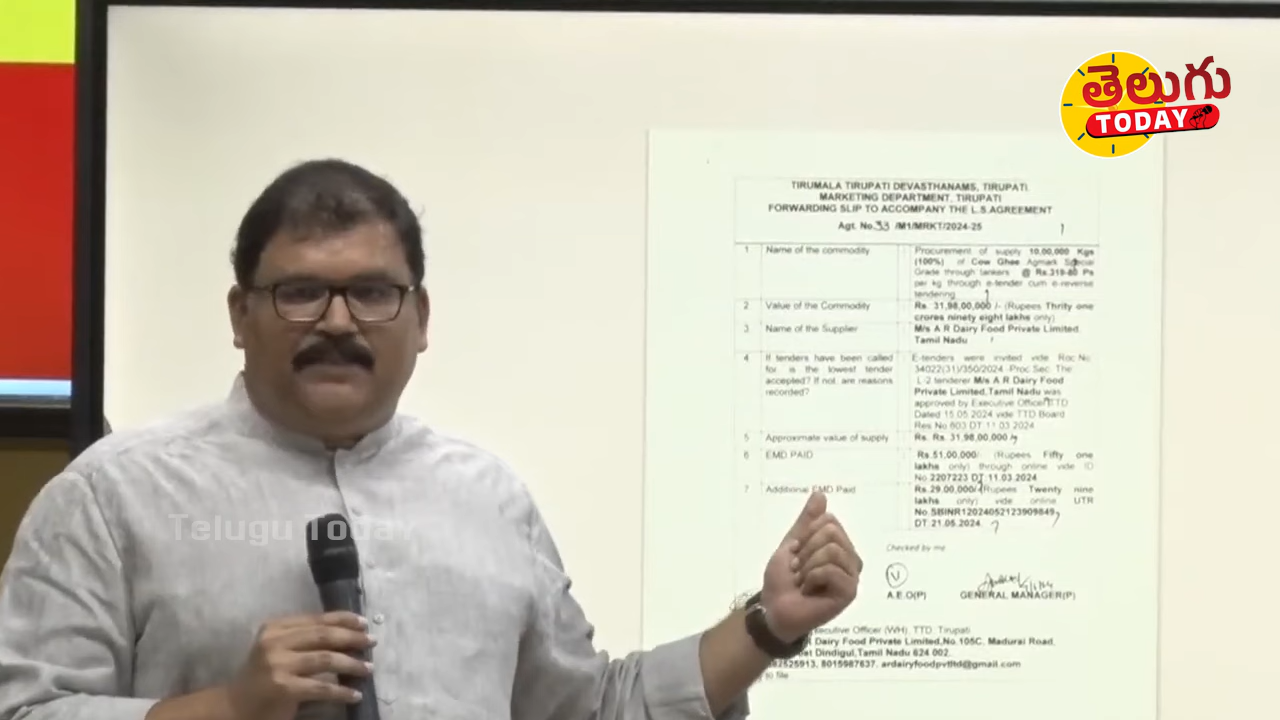 తెలుగు
TODAY
TIRUMALA TIRUPATI DEVASTHANAMS, TIRUPATI
MARKETING DEPARTMENT, TIRUPATI
FORWARDING SLIP TO ACCOMPANY THE L.S.AGREEMENT
Agt. No.33 /M1/MRKT/2024-25
1 Name of the commodity Procurement of supply 10,00,000 Kgs
(100%) of Cow Ghee Agmark Special
Grade through tankers @ Rs.319-80 Ps
per kg through e-tender cum e-reverse
tendering
2 Value of the Commodity Rs. 31,98,00,000 /- (Rupees Thrity one
crores ninety eight lakhs only)
3 Name of the Supplier M/s A R Dairy Food Private Limited,
Tamil Nadu
4 If tenders have been called E-tenders were invited vide Roc.No
for, is the lowest tender 34022(31)/350/2024 -Proc Sec. The
accepted? If not, are reasons L-2 tenderer M/s A R Dairy Food
recorded? Private Limited,Tamil Nadu was
approved by Executive Officer TTD
Dated 15.05.2024 vide TTD Board
Res No 603 DT 11.03.2024
5 Approximate value of supply Rs. Rs. 31,98,00,000/-
6 EMD PAID Rs.51,00,000/- (Rupees Fifty one
lakhs only) through online vide ID
No.2207223 DT 11.03.2024
7 Additional EMD Paid Rs.29,00,000/-(Rupees Twenty nine
lakhs only) vide online UTR
No.SBINR12024052123909849,
DT 21.05.2024
Checked by me
A.E.O(P) GENERAL MANAGER(P)
Executive Officer (WH), TTD, Tirupati
Dairy Food Private Limited,No.105C, Madurai Road,
Dindigul,Tamil Nadu 624 002.
82525913, 8015987637. ardairyfoodpvtltd@gmail.com
to file
Telugu Today